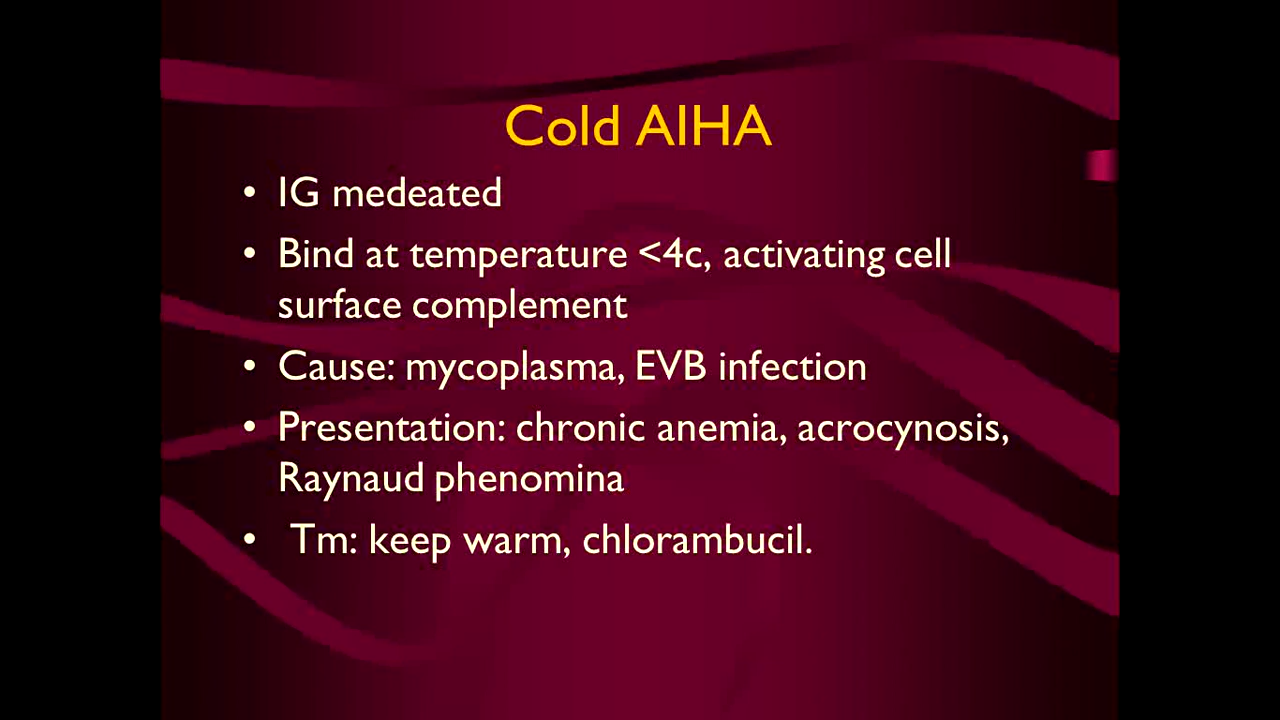 Cold AIHA
• IG medeated
• Bind at temperature <4c, activating cell
surface complement
• Cause: mycoplasma, EVB infection
• Presentation: chronic anemia, acrocynosis,
Raynaud phenomina
• Tm: keep warm, chlorambucil.